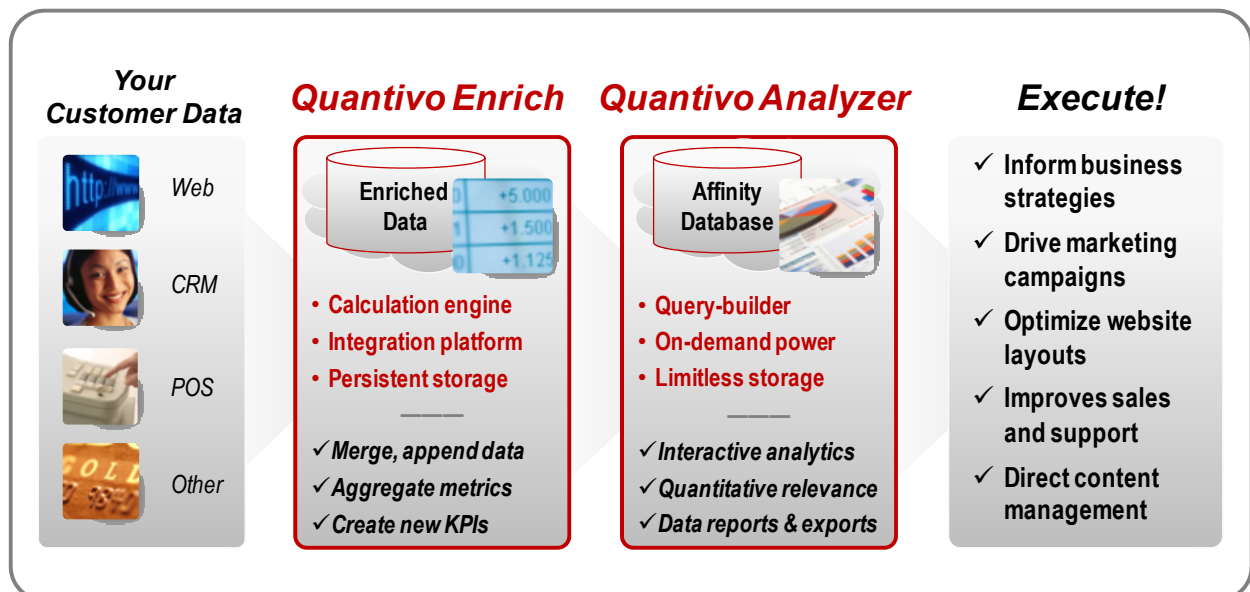 Your
Customer Data
Web
CRM
POS
Other
Quantivo Enrich
Enriched
Data
+5.000
+1.500
+1.125
• Calculation engine
• Integration platform
• Persistent storage
✓ Merge, append data
✓ Aggregate metrics
✓ Create new KPIs
Quantivo Analyzer
Affinity
Database
• Query-builder
• On-demand power
• Limitless storage
✓ Interactive analytics
✓ Quantitative relevance
✓ Data reports & exports
Execute!
✓ Inform business
strategies
✓ Drive marketing
campaigns
✓ Optimize website
layouts
✓ Improves sales
and support
✓ Direct content
management
http://www
GOLD